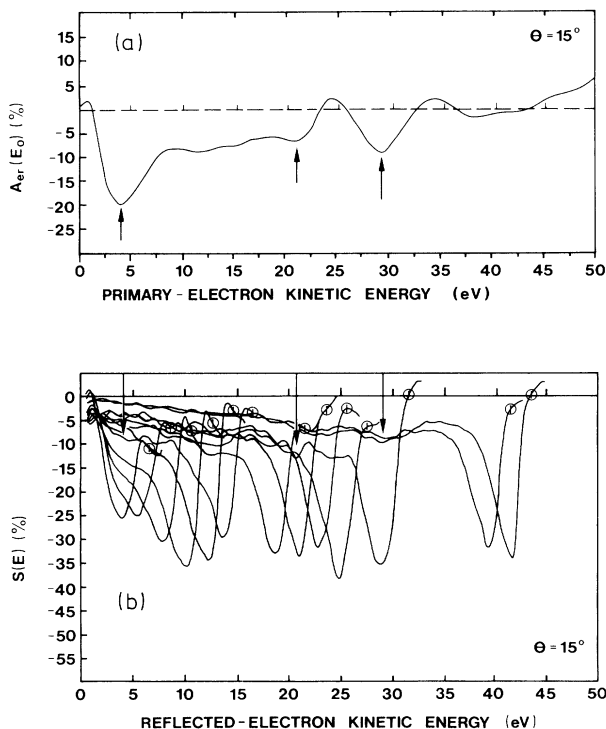 (a)
Θ = 15°
A_er(E_o) (%)
15
10
5
0
-5
-10
-15
-20
-25
0 5 10 15 20 25 30 35 40 45 50
PRIMARY-ELECTRON KINETIC ENERGY (eV)
S(E) (%)
0
-5
-10
-15
-20
-25
-30
-35
-40
-45
-50
-55
(b)
Θ = 15°
0 5 10 15 20 25 30 35 40 45 50
REFLECTED-ELECTRON KINETIC ENERGY (eV)